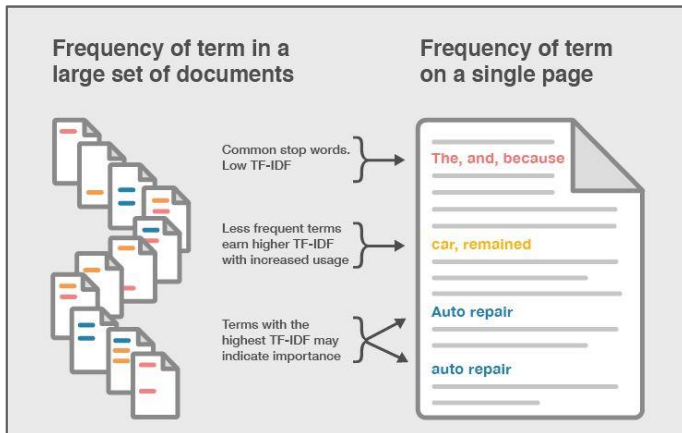 Frequency of term in a
large set of documents
Frequency of term
on a single page
Common stop words.
Low TF-IDF
The, and, because
Less frequent terms
earn higher TF-IDF
with increased usage
car, remained
Terms with the
highest TF-IDF may
indicate importance
Auto repair
auto repair